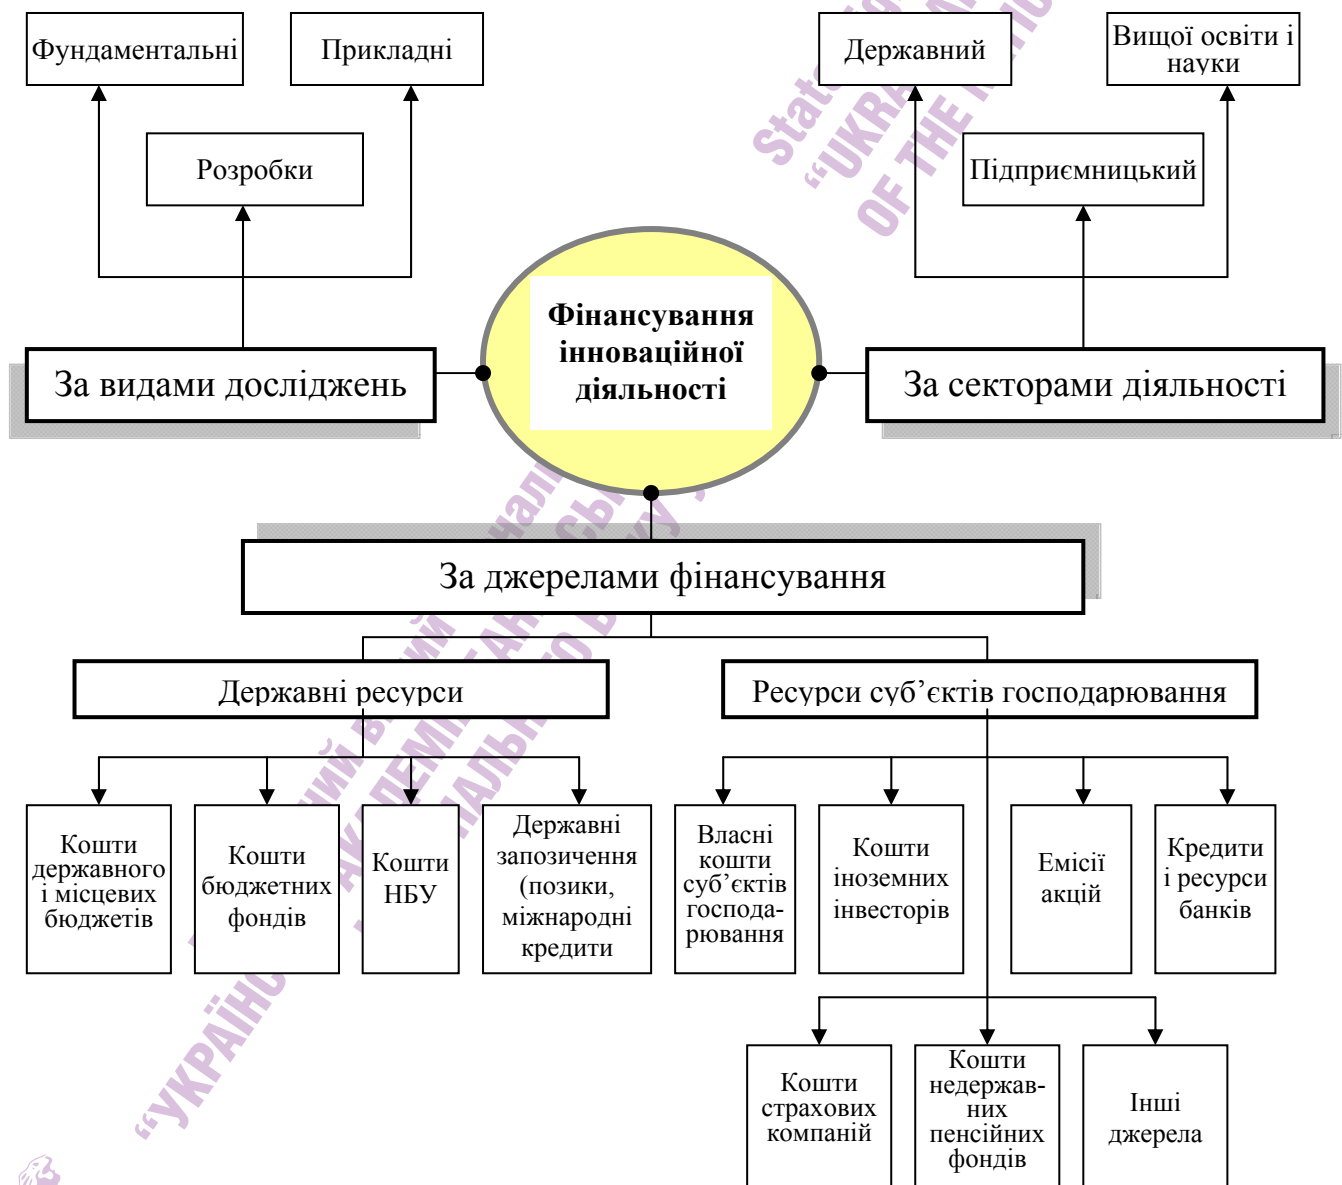 Фундаментальні
Прикладні
Державний
Вищої освіти і
науки
Розробки
Підприємницький
Фінансування
інноваційної
діяльності
За видами досліджень
За секторами діяльності
За джерелами фінансування
Державні ресурси
Ресурси суб’єктів господарювання
Кошти
державного
і місцевих
бюджетів
Кошти
бюджетних
фондів
Кошти
НБУ
Державні
запозичення
(позики,
міжнародні
кредити
Власні
кошти
суб’єктів
господа-
рювання
Кошти
іноземних
інвесторів
Емісії
акцій
Кредити
і ресурси
банків
Кошти
страхових
компаній
Кошти
недержав-
них
пенсійних
фондів
Інші
джерела